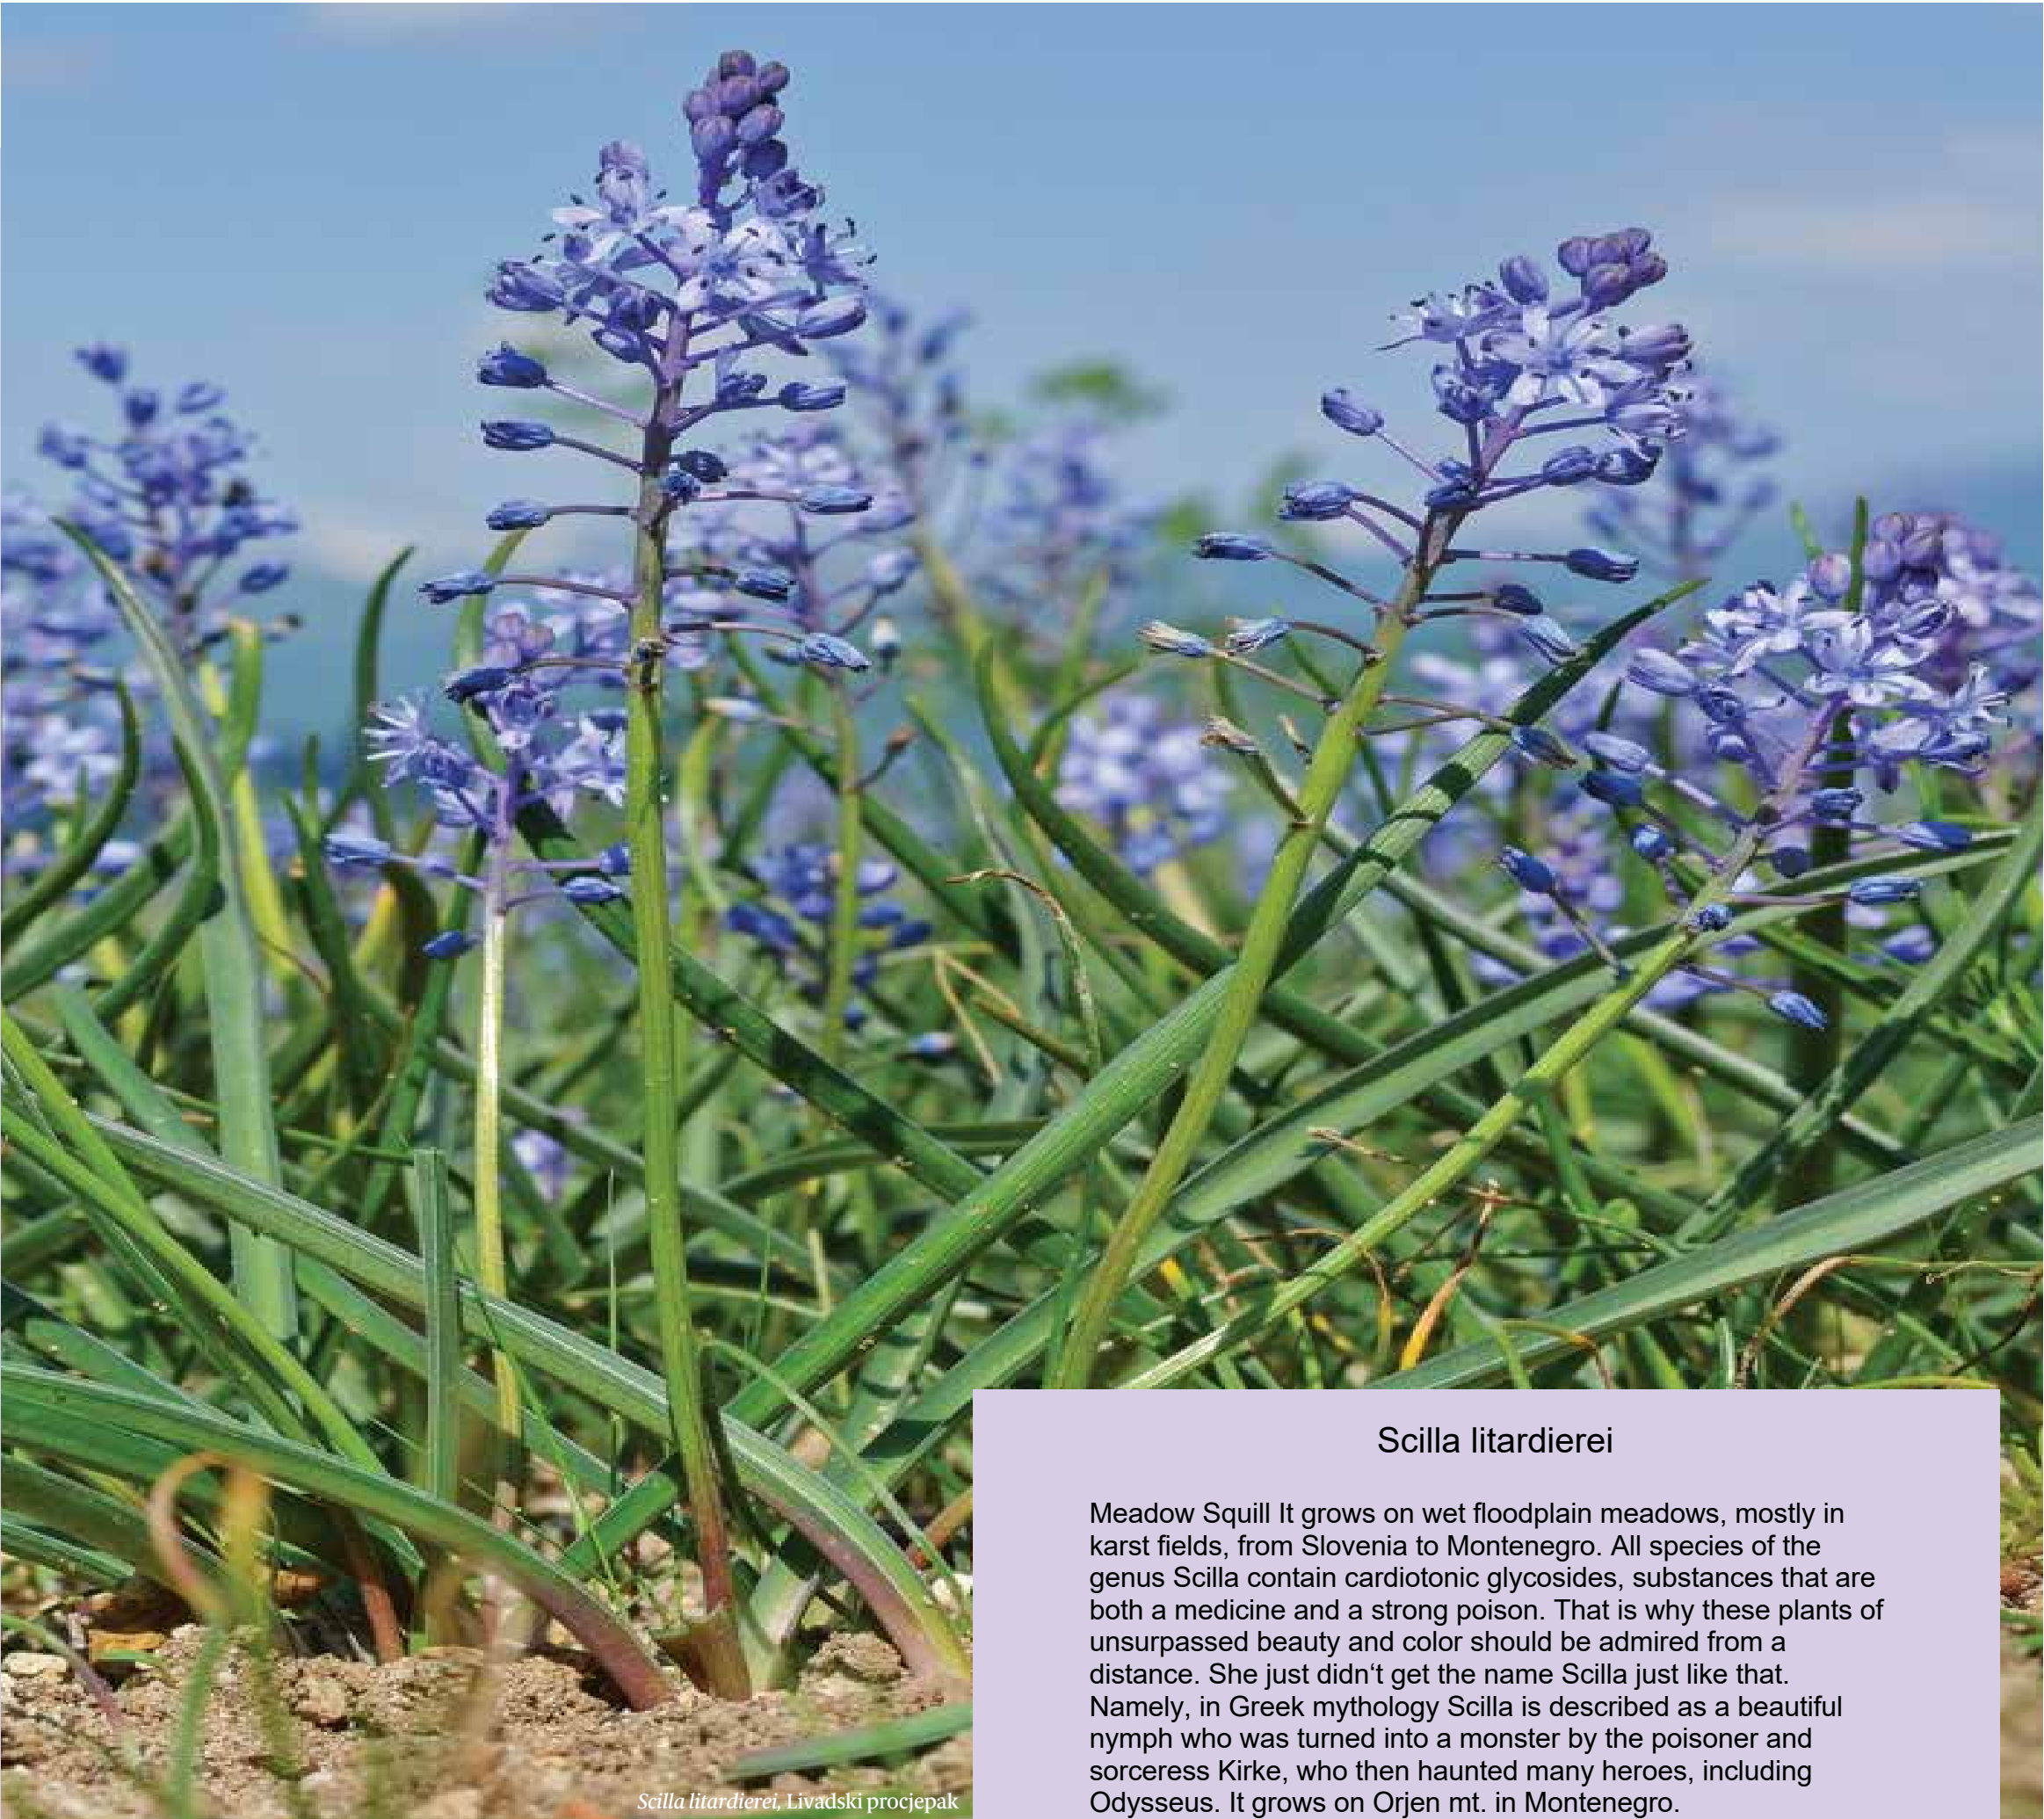 Scilla litardierei
Meadow Squill It grows on wet floodplain meadows, mostly in
karst fields, from Slovenia to Montenegro. All species of the
genus Scilla contain cardiotonic glycosides, substances that are
both a medicine and a strong poison. That is why these plants of
unsurpassed beauty and color should be admired from a
distance. She just didn‘t get the name Scilla just like that.
Namely, in Greek mythology Scilla is described as a beautiful
nymph who was turned into a monster by the poisoner and
sorceress Kirke, who then haunted many heroes, including
Odysseus. It grows on Orjen mt. in Montenegro.
Scilla litardierei, Livadski procjepak